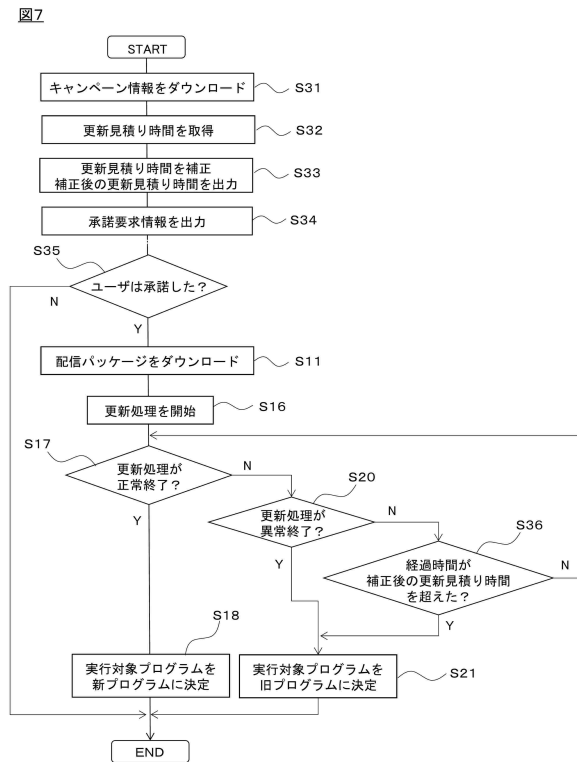 図7
START
キャンペーン情報をダウンロード
S31
更新見積り時間を取得
S32
更新見積り時間を補正
補正後の更新見積り時間を出力
S33
承諾要求情報を出力
S34
S35
ユーザは承諾した？
N
Y
配信パッケージをダウンロード
S11
更新処理を開始
S16
S17
更新処理が
正常終了？
N
Y
S20
更新処理が
異常終了？
N
Y
S36
経過時間が
補正後の更新見積り時間
を超えた？
N
Y
S18
実行対象プログラムを
新プログラムに決定
実行対象プログラムを
旧プログラムに決定
S21
END